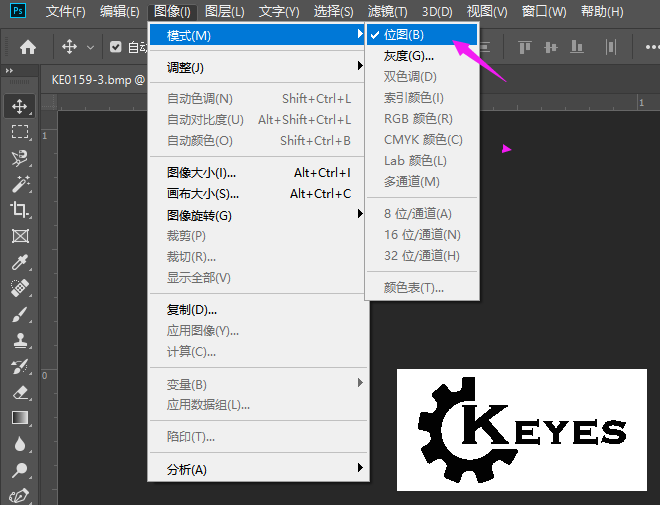 Ps 文件(F) 编辑(E) 图像(I) 图层(L) 文字(Y) 选择(S) 滤镜(T) 3D(D) 视图(V) 窗口(W) 帮助(H)
自动
KE0159-3.bmp @
模式(M)
调整(J)
自动色调(N) Shift+Ctrl+L
自动对比度(U) Alt+Shift+Ctrl+L
自动颜色(O) Shift+Ctrl+B
图像大小(I)... Alt+Ctrl+I
画布大小(S)... Alt+Ctrl+C
图像旋转(G)
裁剪(P)
裁切(R)...
显示全部(V)
复制(D)...
应用图像(Y)...
计算(C)...
变量(B)
应用数据组(L)...
陷印(T)...
分析(A)
位图(B)
灰度(G)...
双色调(D)
索引颜色(I)
RGB 颜色(R)
CMYK 颜色(C)
Lab 颜色(L)
多通道(M)
8 位/通道(A)
16 位/通道(N)
32 位/通道(H)
颜色表(T)...
1
1
0
KEYES